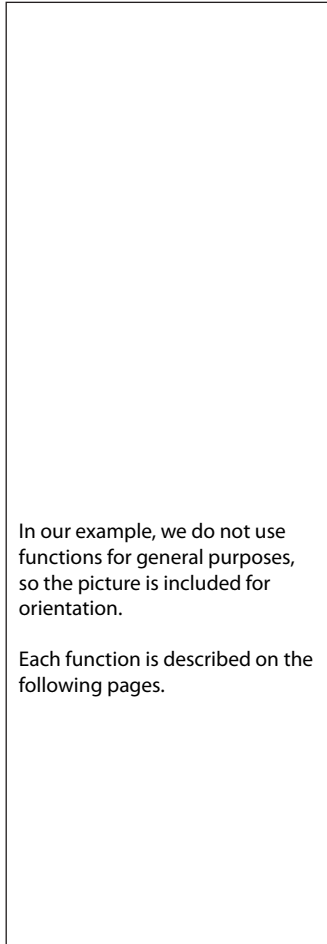 In our example, we do not use
functions for general purposes,
so the picture is included for
orientation.
Each function is described on the
following pages.